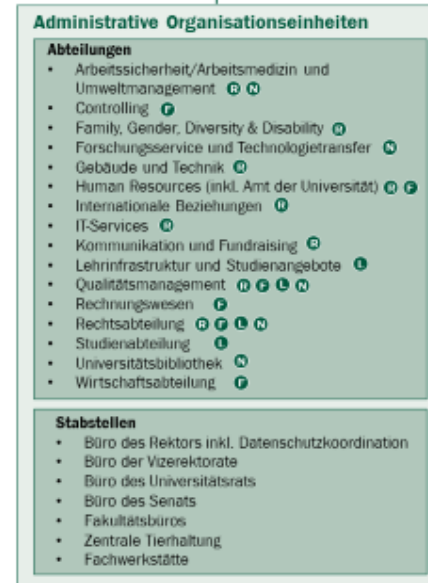 Administrative Organisationseinheiten
Abteilungen
• Arbeitssicherheit/Arbeitsmedizin und
Umweltmanagement R N
• Controlling F
• Family, Gender, Diversity & Disability R
• Forschungsservice und Technologietransfer N
• Gebäude und Technik R
• Human Resources (inkl. Amt der Universität) R F
• Internationale Beziehungen R
• IT-Services R
• Kommunikation und Fundraising R
• Lehrinfrastruktur und Studienangebote L
• Qualitätsmanagement R F L N
• Rechnungswesen F
• Rechtsabteilung R F L N
• Studienabteilung L
• Universitätsbibliothek N
• Wirtschaftsabteilung F
Stabstellen
• Büro des Rektors inkl. Datenschutzkoordination
• Büro der Vizerektorate
• Büro des Universitätsrats
• Büro des Senats
• Fakultätsbüros
• Zentrale Tierhaltung
• Fachwerkstätte